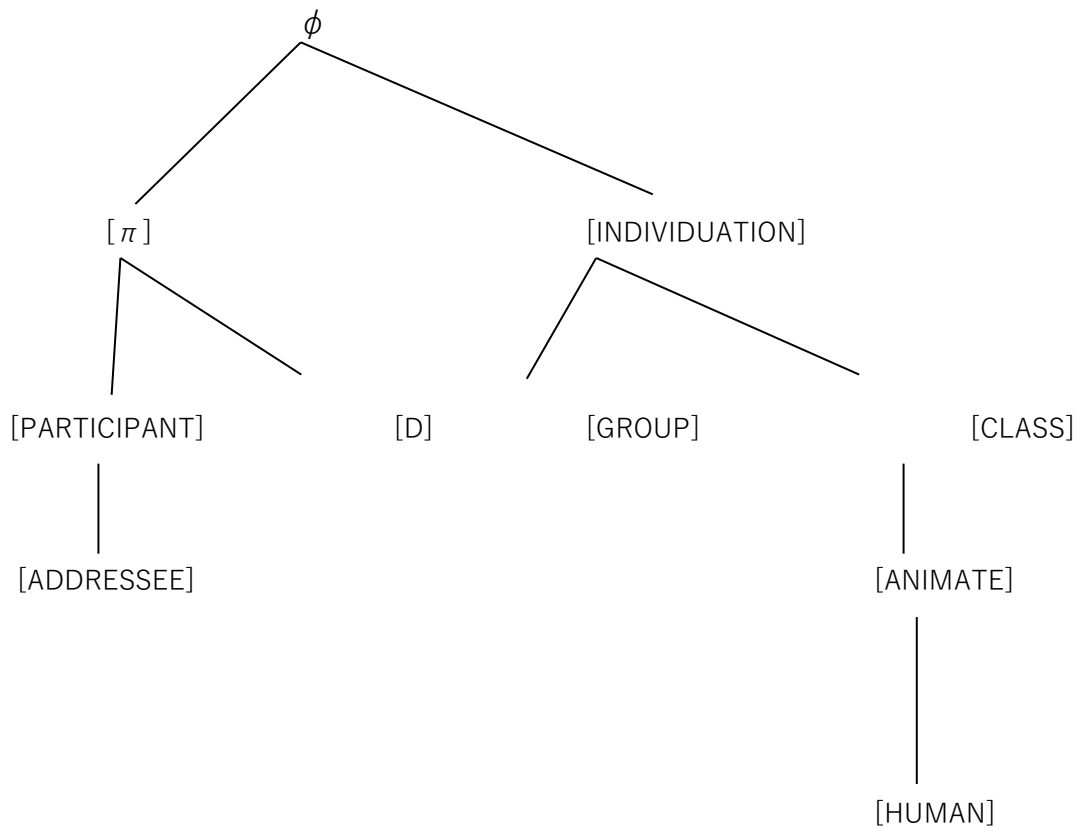 ϕ
[π] [INDIVIDUATION]
[PARTICIPANT] [D] [GROUP] [CLASS]
[ADDRESSEE] [ANIMATE]
[HUMAN]